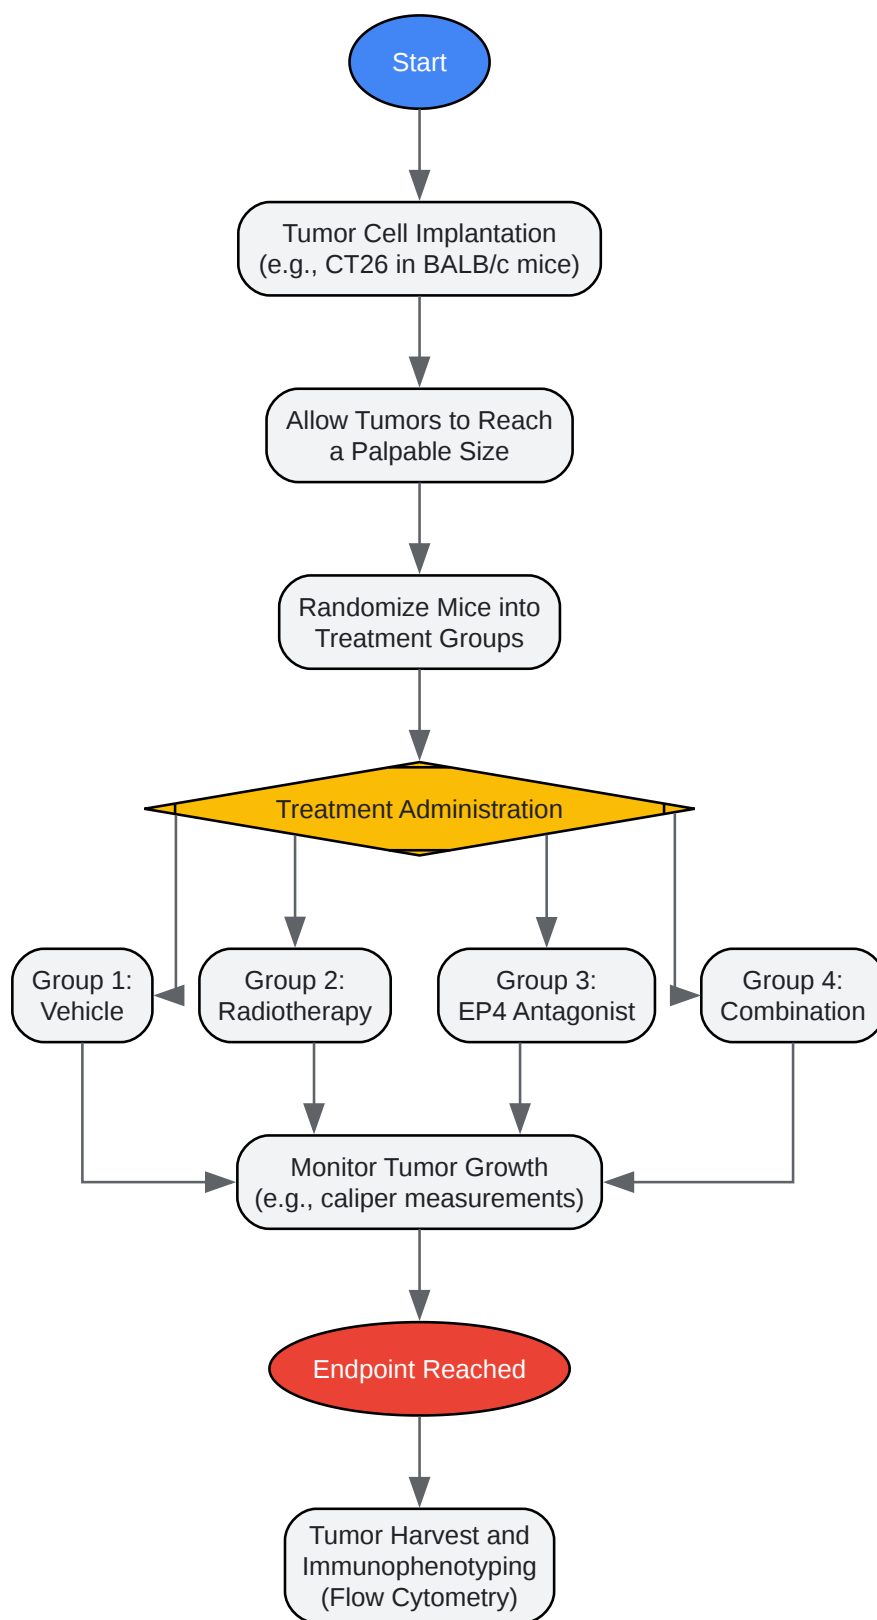 Start
Tumor Cell Implantation
(e.g., CT26 in BALB/c mice)
Allow Tumors to Reach
a Palpable Size
Randomize Mice into
Treatment Groups
Treatment Administration
Group 1:
Vehicle
Group 2:
Radiotherapy
Group 3:
EP4 Antagonist
Group 4:
Combination
Monitor Tumor Growth
(e.g., caliper measurements)
Endpoint Reached
Tumor Harvest and
Immunophenotyping
(Flow Cytometry)